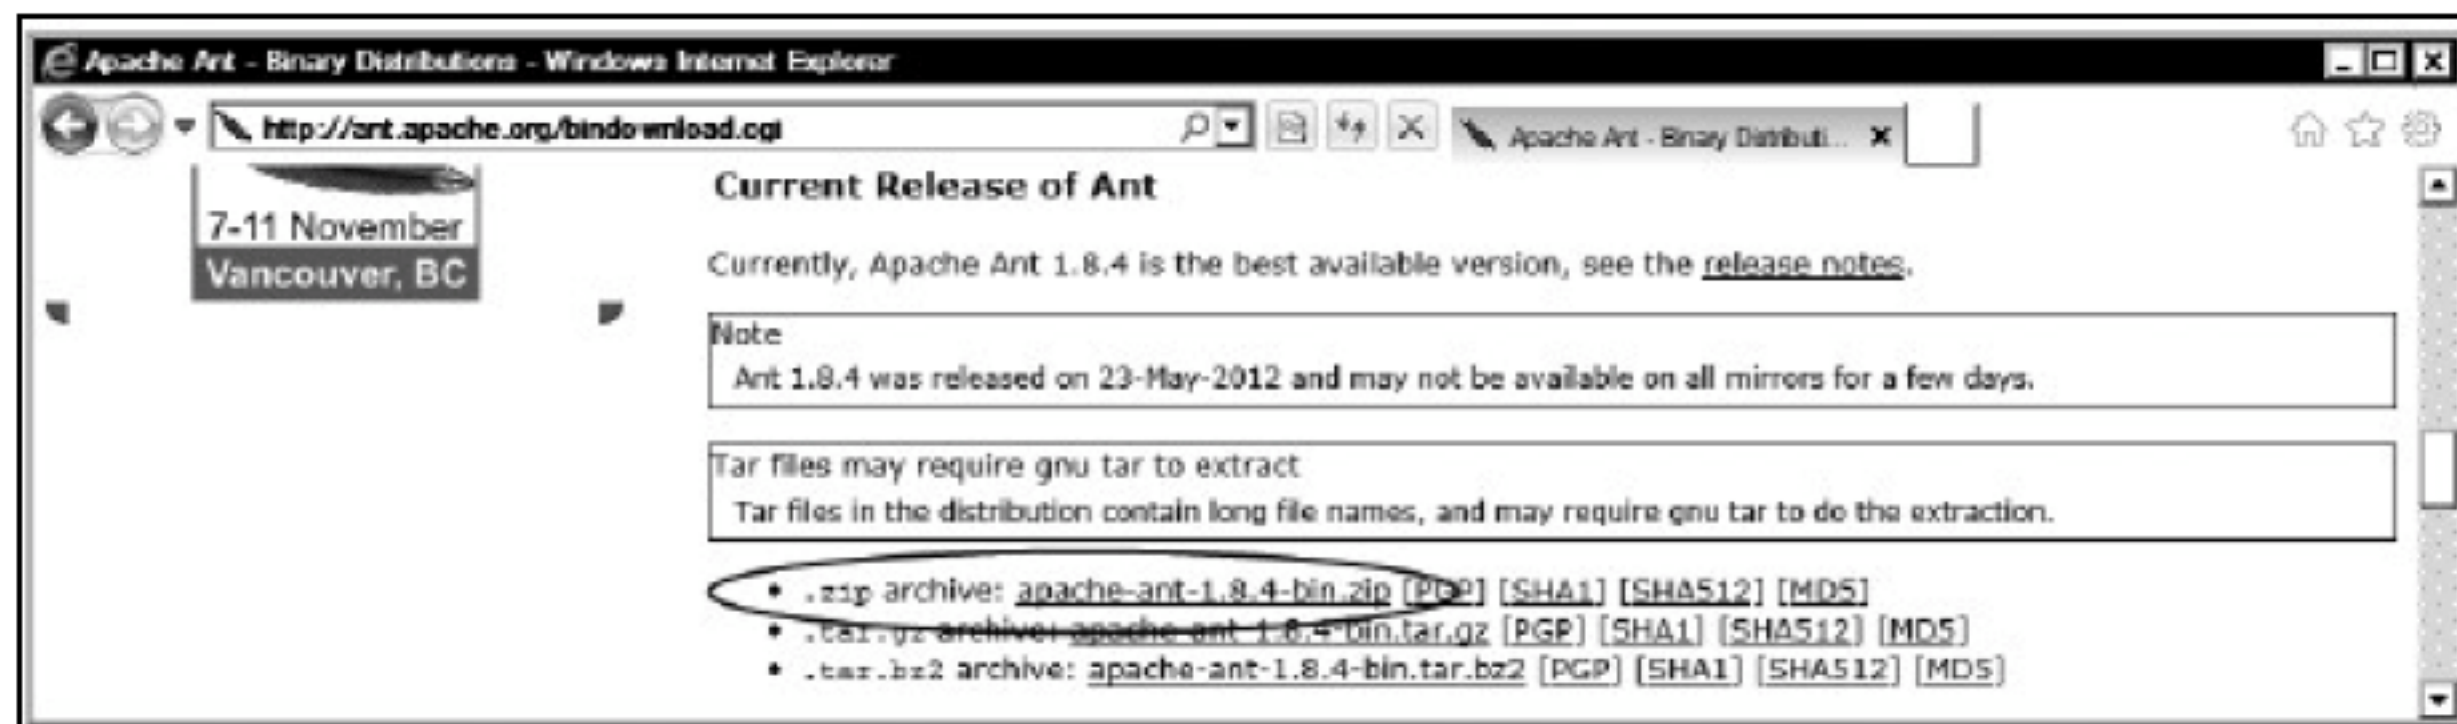 Apache Ant - Binary Distributions - Windows Internet Explorer
http://ant.apache.org/bindownload.cgi
Apache Ant - Binary Distributi...
7-11 November
Vancouver, BC
Current Release of Ant
Currently, Apache Ant 1.8.4 is the best available version, see the release notes.
Note
Ant 1.8.4 was released on 23-May-2012 and may not be available on all mirrors for a few days.
Tar files may require gnu tar to extract
Tar files in the distribution contain long file names, and may require gnu tar to do the extraction.
• .zip archive: apache-ant-1.8.4-bin.zip [PGP] [SHA1] [SHA512] [MD5]
• .tar.gz archive: apache-ant-1.8.4-bin.tar.gz [PGP] [SHA1] [SHA512] [MD5]
• .tar.bz2 archive: apache-ant-1.8.4-bin.tar.bz2 [PGP] [SHA1] [SHA512] [MD5]